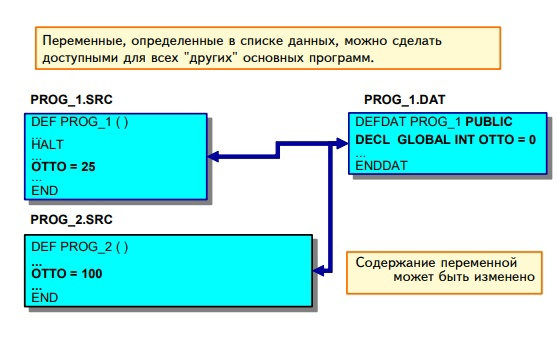 Переменные, определенные в списке данных, можно сделать
доступными для всех "других" основных программ.
PROG_1.SRC
DEF PROG_1 ( )
...
HALT
...
OTTO = 25
...
END
PROG_1.DAT
DEFDAT PROG_1 PUBLIC
DECL GLOBAL INT OTTO = 0
...
ENDDAT
PROG_2.SRC
DEF PROG_2 ( )
...
OTTO = 100
...
END
Содержание переменной
может быть изменено